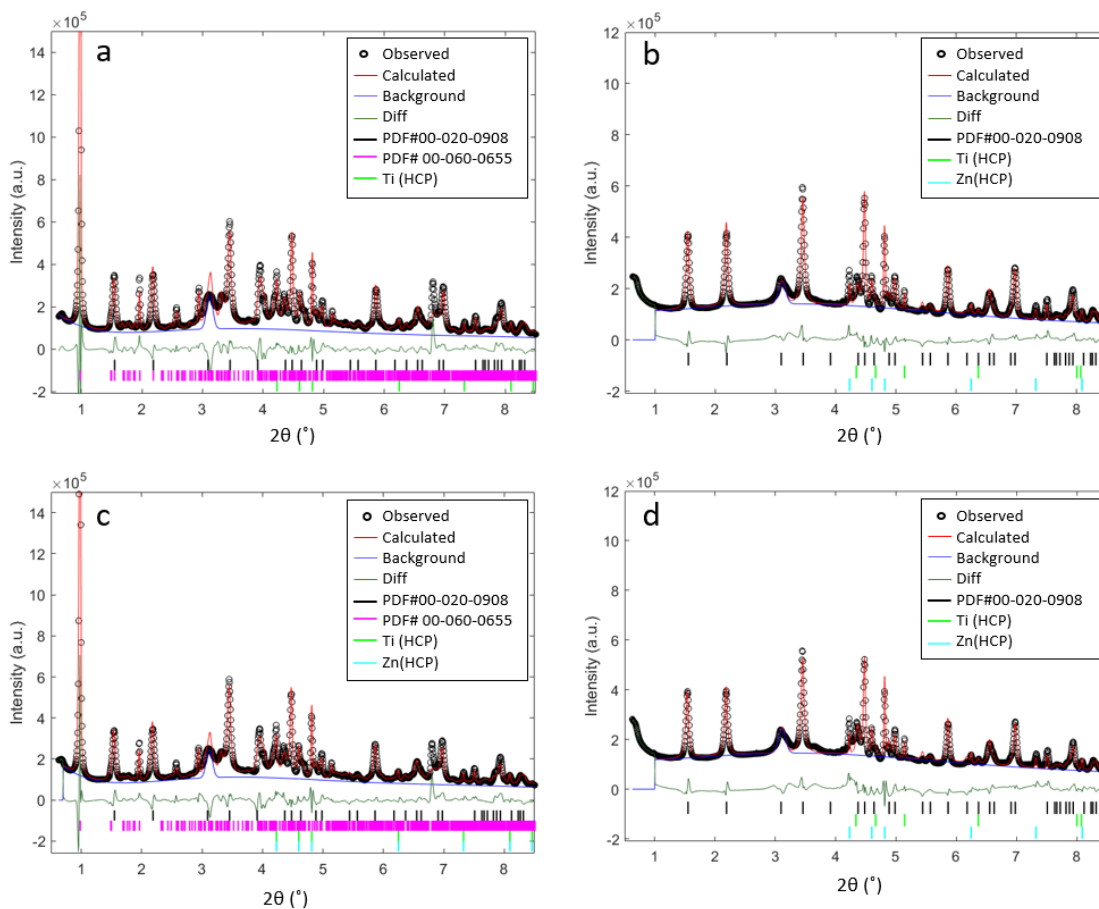 ×10⁵
a
Observed
Calculated
Background
Diff
PDF#00-020-0908
PDF# 00-060-0655
Ti (HCP)
Intensity (a.u.)
14
12
10
8
6
4
2
0
-2
1 2 3 4 5 6 7 8
2θ (˚)
×10⁵
b
Observed
Calculated
Background
Diff
PDF#00-020-0908
Ti (HCP)
Zn(HCP)
Intensity (a.u.)
12
10
8
6
4
2
0
-2
1 2 3 4 5 6 7 8
2θ (˚)
×10⁵
c
Observed
Calculated
Background
Diff
PDF#00-020-0908
PDF# 00-060-0655
Ti (HCP)
Zn(HCP)
Intensity (a.u.)
14
12
10
8
6
4
2
0
-2
1 2 3 4 5 6 7 8
2θ (˚)
×10⁵
d
Observed
Calculated
Background
Diff
PDF#00-020-0908
Ti (HCP)
Zn(HCP)
Intensity (a.u.)
12
10
8
6
4
2
0
-2
1 2 3 4 5 6 7 8
2θ (˚)